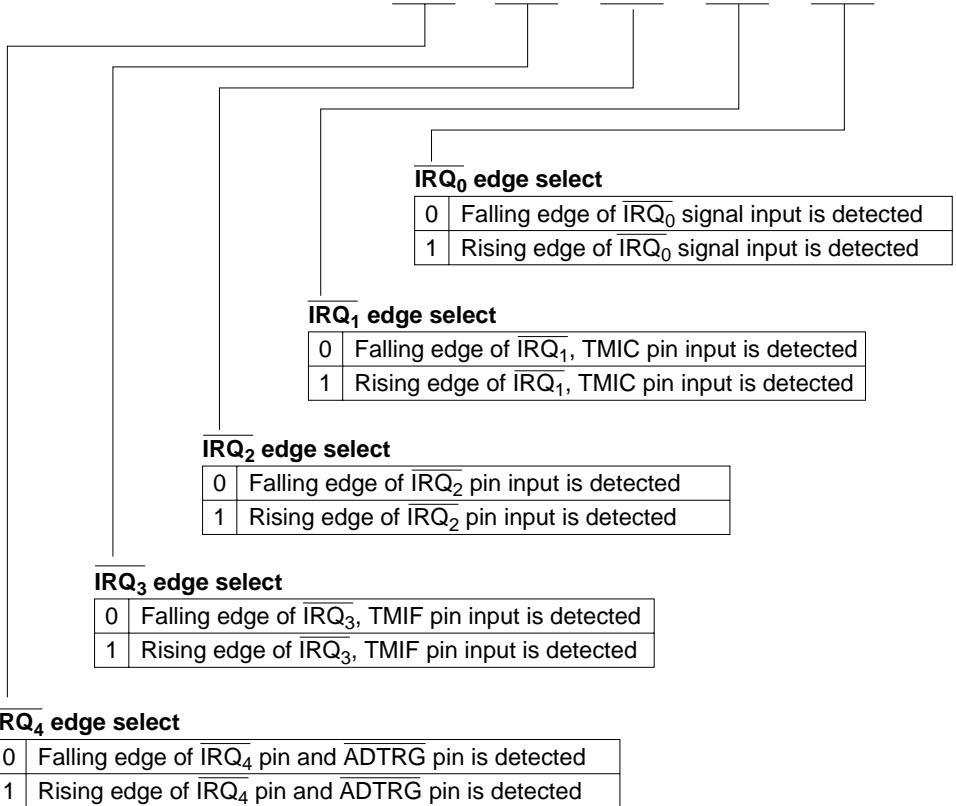 IRQ₀ edge select
0 Falling edge of IRQ₀ signal input is detected
1 Rising edge of IRQ₀ signal input is detected
IRQ₁ edge select
0 Falling edge of IRQ₁, TMIC pin input is detected
1 Rising edge of IRQ₁, TMIC pin input is detected
IRQ₂ edge select
0 Falling edge of IRQ₂ pin input is detected
1 Rising edge of IRQ₂ pin input is detected
IRQ₃ edge select
0 Falling edge of IRQ₃, TMIF pin input is detected
1 Rising edge of IRQ₃, TMIF pin input is detected
RQ₄ edge select
0 Falling edge of IRQ₄ pin and ADTRG pin is detected
1 Rising edge of IRQ₄ pin and ADTRG pin is detected